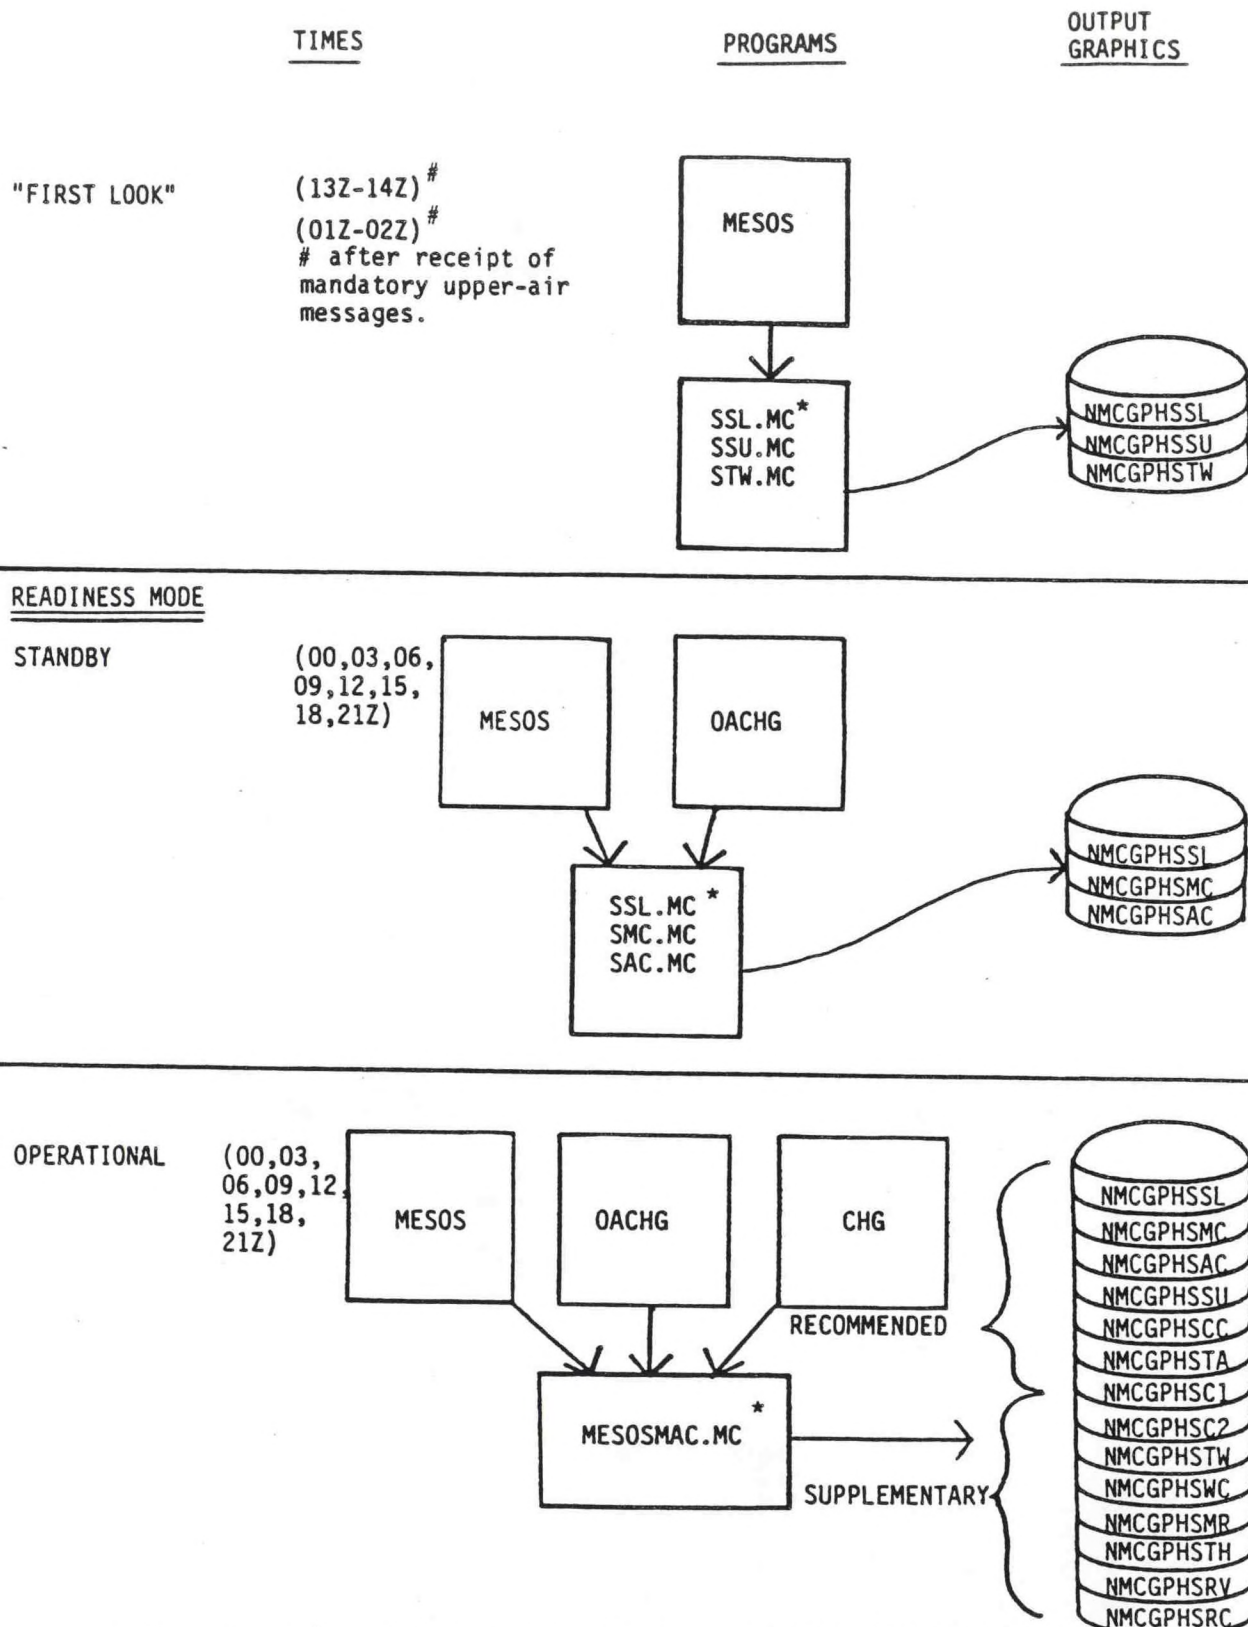 TIMES
PROGRAMS
OUTPUT
GRAPHICS
"FIRST LOOK"
(13Z-14Z)#
(01Z-02Z)#
# after receipt of
mandatory upper-air
messages.
MESOS
SSL.MC*
SSU.MC
STW.MC
NMCGPHSSL
NMCGPHSSU
NMCGPHSTW
READINESS MODE
STANDBY
(00,03,06,
09,12,15,
18,21Z)
MESOS
OACHG
SSL.MC *
SMC.MC
SAC.MC
NMCGPHSSL
NMCGPHSMC
NMCGPHSAC
OPERATIONAL
(00,03,
06,09,12,
15,18,
21Z)
MESOS
OACHG
CHG
RECOMMENDED
MESOSMAC.MC *
SUPPLEMENTARY
NMCGPHSSL
NMCGPHSMC
NMCGPHSAC
NMCGPHSSU
NMCGPHSCC
NMCGPHSTA
NMCGPHSC1
NMCGPHSC2
NMCGPHSTW
NMCGPHSWC
NMCGPHSMR
NMCGPHSTH
NMCGPHSRV
NMCGPHSRC